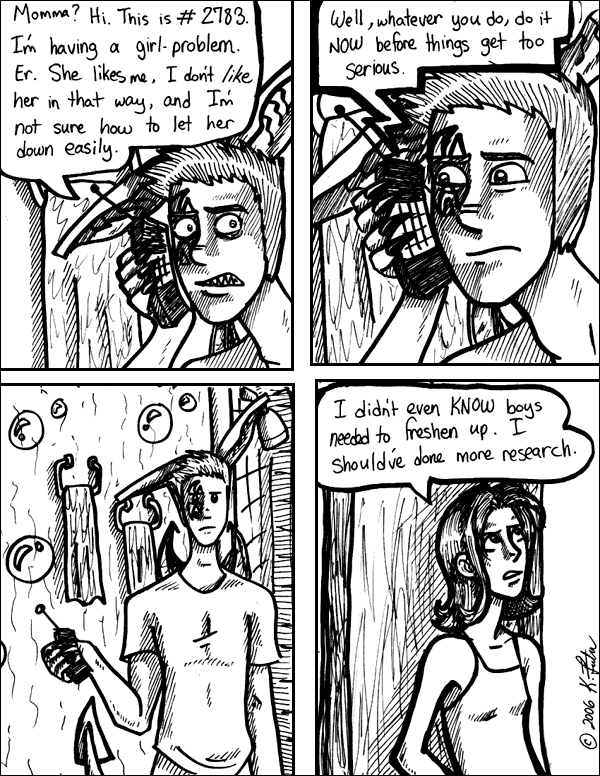 Momma? Hi. This is # 2783.
I'm having a girl-problem.
Er. She likes me, I don't like
her in that way, and I'm
not sure how to let her
down easily.
Well, whatever you do, do it
NOW before things get too
serious.
I didn't even KNOW boys
needed to freshen up. I
should've done more research.
© 2006 K.